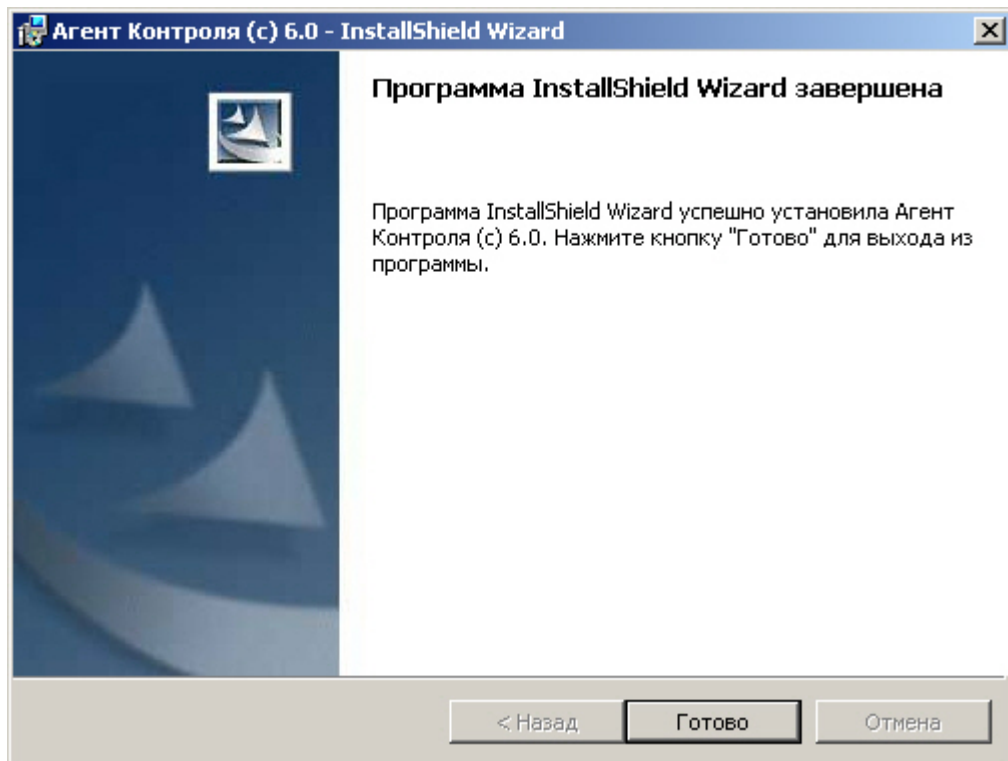 Агент Контроля (с) 6.0 - InstallShield Wizard
Программа InstallShield Wizard завершена
Программа InstallShield Wizard успешно установила Агент
Контроля (с) 6.0. Нажмите кнопку "Готово" для выхода из
программы.
< Назад
Готово
Отмена